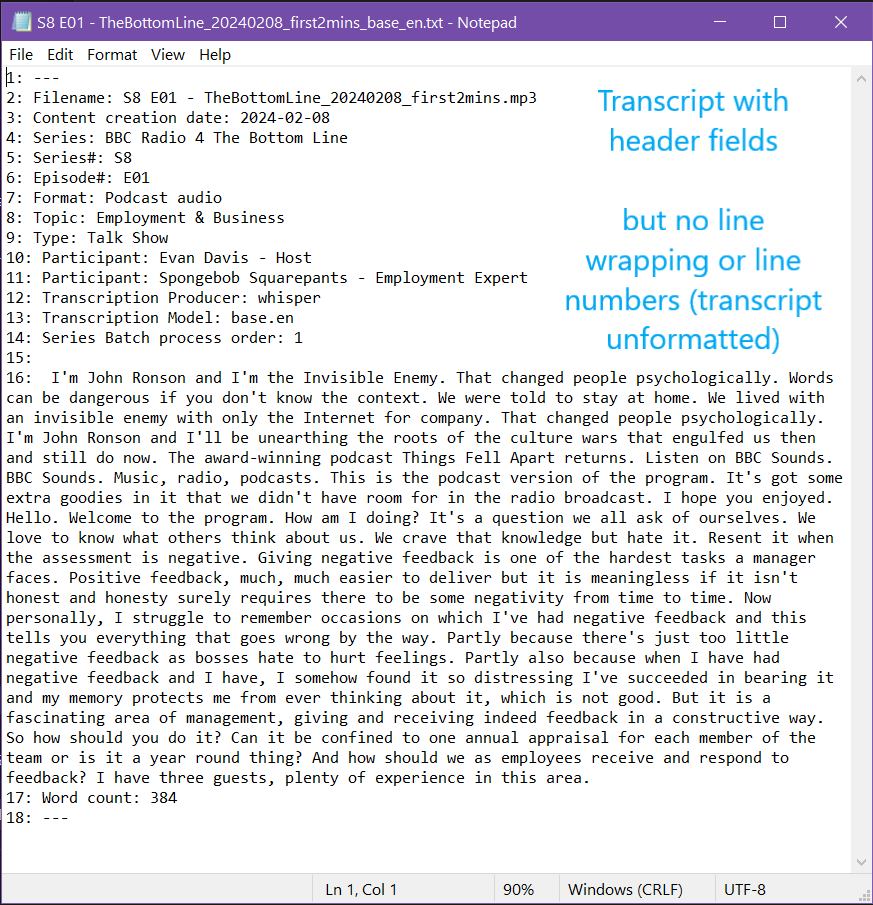 S8 E01 - TheBottomLine_20240208_first2mins_base_en.txt - Notepad
File Edit Format View Help
1: ---
2: Filename: S8 E01 - TheBottomLine_20240208_first2mins.mp3
3: Content creation date: 2024-02-08
4: Series: BBC Radio 4 The Bottom Line
5: Series#: S8
6: Episode#: E01
7: Format: Podcast audio
8: Topic: Employment & Business
9: Type: Talk Show
10: Participant: Evan Davis - Host
11: Participant: Spongebob Squarepants - Employment Expert
12: Transcription Producer: whisper
13: Transcription Model: base.en
14: Series Batch process order: 1
15:
Transcript with
header fields
but no line
wrapping or line
numbers (transcript
unformatted)
16:  I'm John Ronson and I'm the Invisible Enemy. That changed people psychologically. Words
can be dangerous if you don't know the context. We were told to stay at home. We lived with
an invisible enemy with only the Internet for company. That changed people psychologically.
I'm John Ronson and I'll be unearthing the roots of the culture wars that engulfed us then
and still do now. The award-winning podcast Things Fell Apart returns. Listen on BBC Sounds.
BBC Sounds. Music, radio, podcasts. This is the podcast version of the program. It's got some
extra goodies in it that we didn't have room for in the radio broadcast. I hope you enjoyed.
Hello. Welcome to the program. How am I doing? It's a question we all ask of ourselves. We
love to know what others think about us. We crave that knowledge but hate it. Resent it when
the assessment is negative. Giving negative feedback is one of the hardest tasks a manager
faces. Positive feedback, much, much easier to deliver but it is meaningless if it isn't
honest and honesty surely requires there to be some negativity from time to time. Now
personally, I struggle to remember occasions on which I've had negative feedback and this
tells you everything that goes wrong by the way. Partly because there's just too little
negative feedback as bosses hate to hurt feelings. Partly also because when I have had
negative feedback and I have, I somehow found it so distressing I've succeeded in bearing it
and my memory protects me from ever thinking about it, which is not good. But it is a
fascinating area of management, giving and receiving indeed feedback in a constructive way.
So how should you do it? Can it be confined to one annual appraisal for each member of the
team or is it a year round thing? And how should we as employees receive and respond to
feedback? I have three guests, plenty of experience in this area.
17: Word count: 384
18: ---
Ln 1, Col 1 90% Windows (CRLF) UTF-8